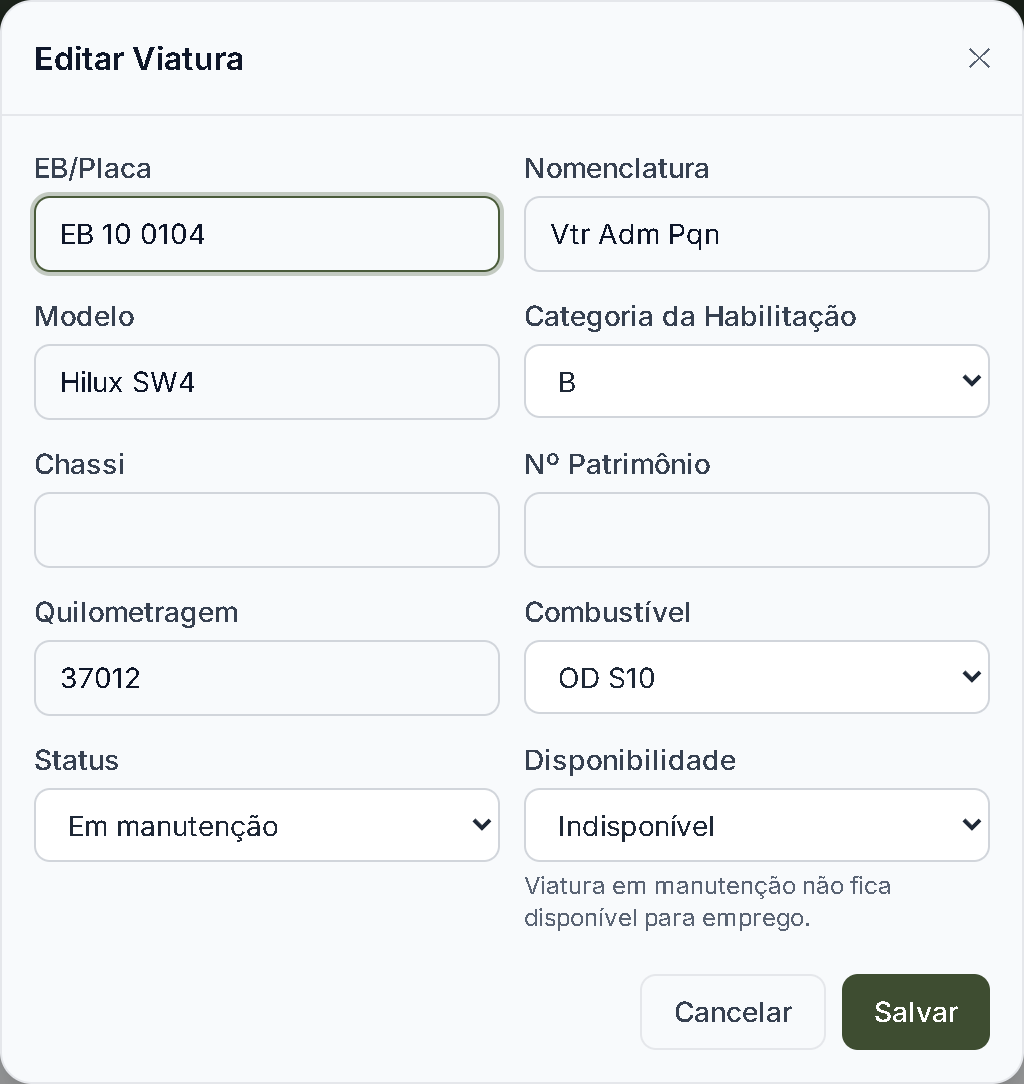 Editar Viatura
EB/Placa
Nomenclatura
EB 10 0104
Vtr Adm Pqn
Modelo
Categoria da Habilitação
Hilux SW4
B
Chassi
Nº Patrimônio
Quilometragem
Combustível
37012
OD S10
Status
Disponibilidade
Em manutenção
Indisponível
Viatura em manutenção não fica
disponível para emprego.
Cancelar
Salvar